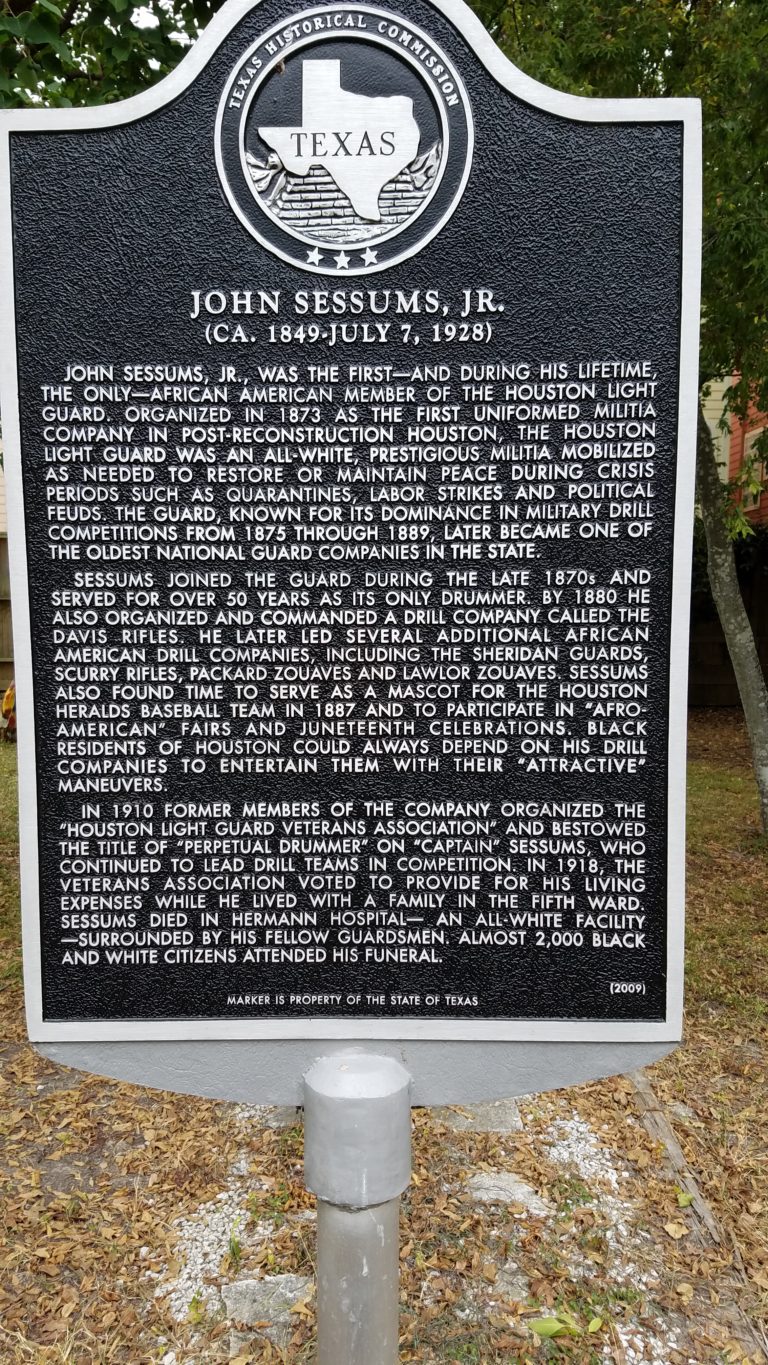 TEXAS HISTORICAL COMMISSION
TEXAS
JOHN SESSUMS, JR.
(CA. 1849-JULY 7, 1928)
JOHN SESSUMS, JR., WAS THE FIRST—AND DURING HIS LIFETIME,
THE ONLY—AFRICAN AMERICAN MEMBER OF THE HOUSTON LIGHT
GUARD. ORGANIZED IN 1873 AS THE FIRST UNIFORMED MILITIA
COMPANY IN POST-RECONSTRUCTION HOUSTON, THE HOUSTON
LIGHT GUARD WAS AN ALL-WHITE, PRESTIGIOUS MILITIA MOBILIZED
AS NEEDED TO RESTORE OR MAINTAIN PEACE DURING CRISIS
PERIODS SUCH AS QUARANTINES, LABOR STRIKES AND POLITICAL
FEUDS. THE GUARD, KNOWN FOR ITS DOMINANCE IN MILITARY DRILL
COMPETITIONS FROM 1875 THROUGH 1889, LATER BECAME ONE OF
THE OLDEST NATIONAL GUARD COMPANIES IN THE STATE.
SESSUMS JOINED THE GUARD DURING THE LATE 1870s AND
SERVED FOR OVER 50 YEARS AS ITS ONLY DRUMMER. BY 1880 HE
ALSO ORGANIZED AND COMMANDED A DRILL COMPANY CALLED THE
DAVIS RIFLES. HE LATER LED SEVERAL ADDITIONAL AFRICAN
AMERICAN DRILL COMPANIES, INCLUDING THE SHERIDAN GUARDS,
SCURRY RIFLES, PACKARD ZOUAVES AND LAWLOR ZOUAVES. SESSUMS
ALSO FOUND TIME TO SERVE AS A MASCOT FOR THE HOUSTON
HERALDS BASEBALL TEAM IN 1887 AND TO PARTICIPATE IN "AFRO-
AMERICAN" FAIRS AND JUNETEENTH CELEBRATIONS. BLACK
RESIDENTS OF HOUSTON COULD ALWAYS DEPEND ON HIS DRILL
COMPANIES TO ENTERTAIN THEM WITH THEIR "ATTRACTIVE"
MANEUVERS.
IN 1910 FORMER MEMBERS OF THE COMPANY ORGANIZED THE
"HOUSTON LIGHT GUARD VETERANS ASSOCIATION" AND BESTOWED
THE TITLE OF "PERPETUAL DRUMMER" ON "CAPTAIN" SESSUMS, WHO
CONTINUED TO LEAD DRILL TEAMS IN COMPETITION. IN 1918, THE
VETERANS ASSOCIATION VOTED TO PROVIDE FOR HIS LIVING
EXPENSES WHILE HE LIVED WITH A FAMILY IN THE FIFTH WARD.
SESSUMS DIED IN HERMANN HOSPITAL— AN ALL-WHITE FACILITY
—SURROUNDED BY HIS FELLOW GUARDSMEN. ALMOST 2,000 BLACK
AND WHITE CITIZENS ATTENDED HIS FUNERAL.
(2009)
MARKER IS PROPERTY OF THE STATE OF TEXAS